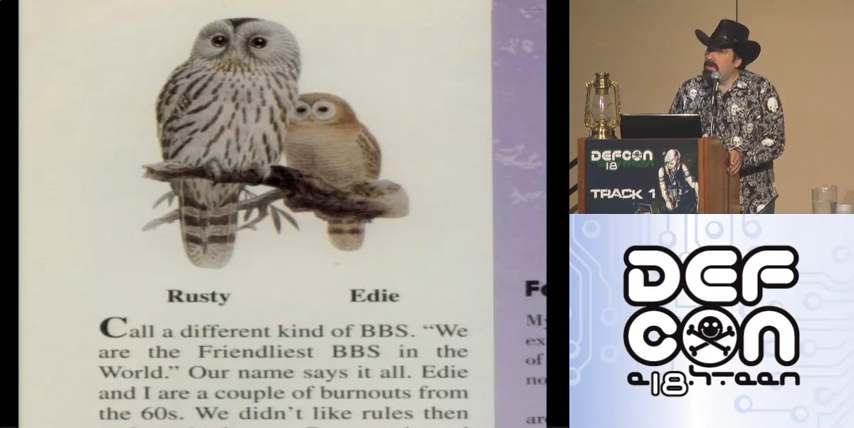 Rusty Edie
Call a different kind of BBS. “We
are the Friendliest BBS in the
World.” Our name says it all. Edie
and I are a couple of burnouts from
the 60s. We didn’t like rules then
DEFCON
18
TRACK 1
DEF
CON
18